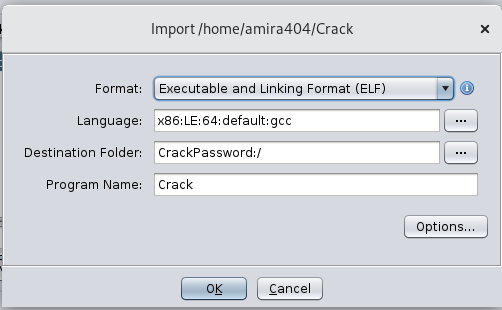 Import /home/amira404/Crack
Format: Executable and Linking Format (ELF)
Language: x86:LE:64:default:gcc ...
Destination Folder: CrackPassword:/ ...
Program Name: Crack
Options...
OK Cancel